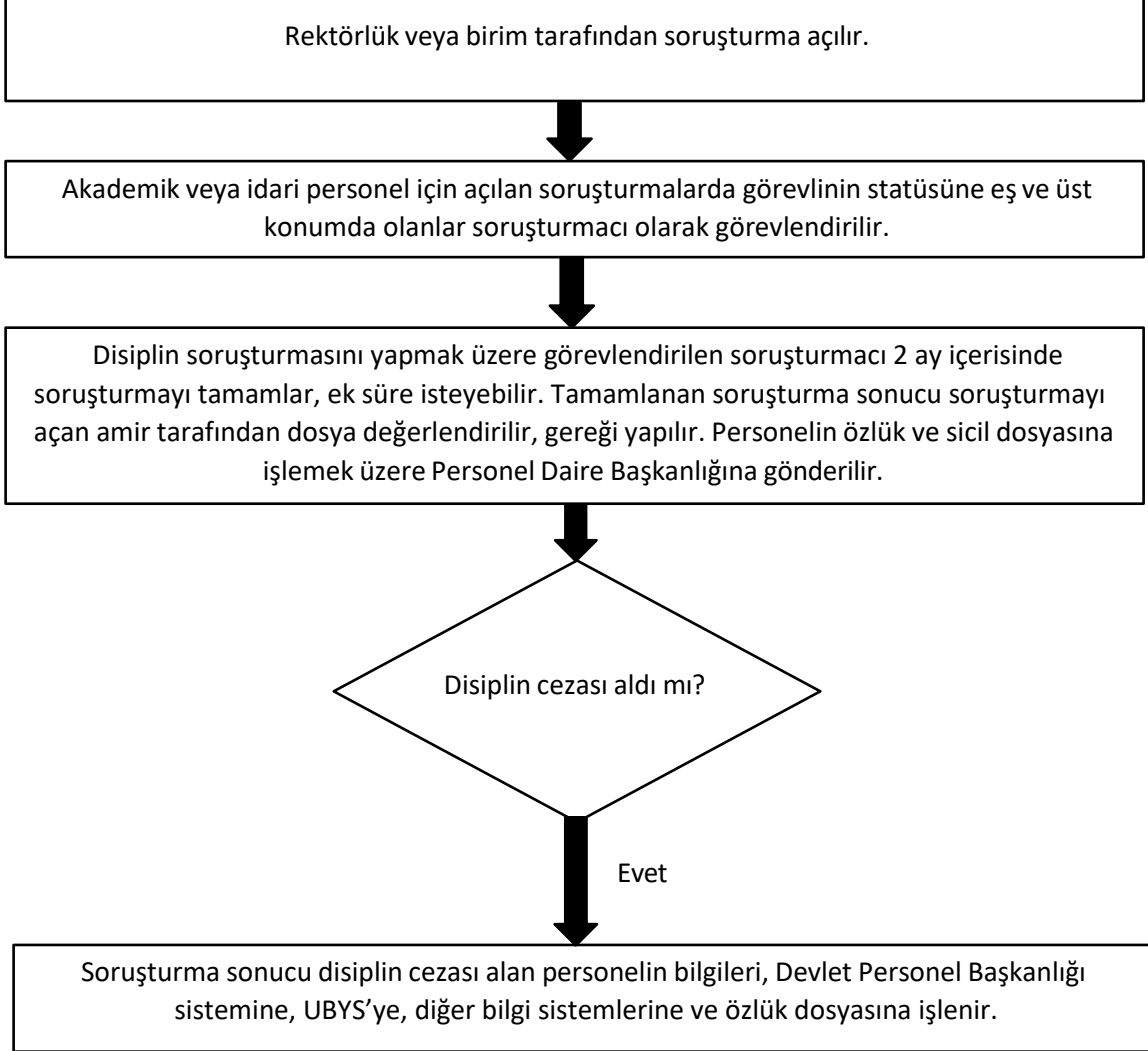 Rektörlük veya birim tarafından soruşturma açılır.
Akademik veya idari personel için açılan soruşturmalarda görevlinin statüsüne eş ve üst
konumda olanlar soruşturmacı olarak görevlendirilir.
Disiplin soruşturmasını yapmak üzere görevlendirilen soruşturmacı 2 ay içerisinde
soruşturmayı tamamlar, ek süre isteyebilir. Tamamlanan soruşturma sonucu soruşturmayı
açan amir tarafından dosya değerlendirilir, gereği yapılır. Personelin özlük ve sicil dosyasına
işlemek üzere Personel Daire Başkanlığına gönderilir.
Disiplin cezası aldı mı?
Evet
Soruşturma sonucu disiplin cezası alan personelin bilgileri, Devlet Personel Başkanlığı
sistemine, UBYS’ye, diğer bilgi sistemlerine ve özlük dosyasına işlenir.